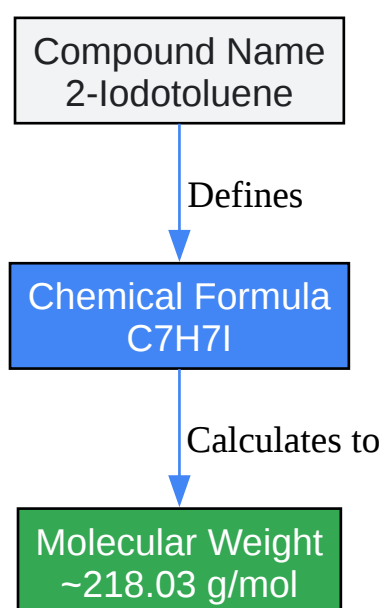 Compound Name
2-Iodotoluene
Defines
Chemical Formula
C7H7I
Calculates to
Molecular Weight
~218.03 g/mol